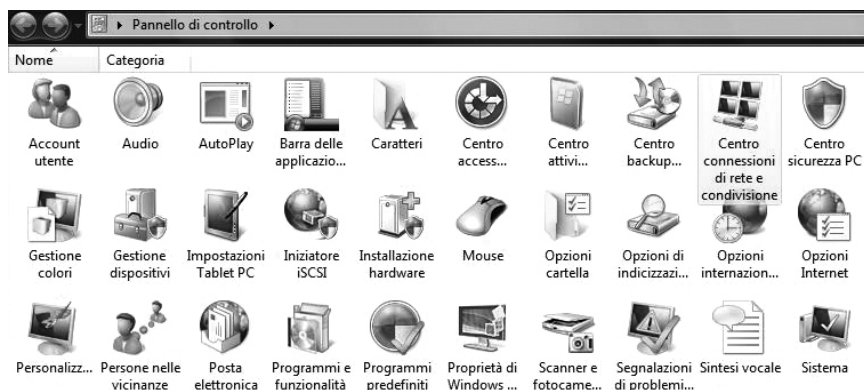 Pannello di controllo
Nome Categoria
Account utente
Audio
AutoPlay
Barra delle applicazio...
Caratteri
Centro access...
Centro attivi...
Centro backup...
Centro connessioni di rete e condivisione
Centro sicurezza PC
Gestione colori
Gestione dispositivi
Impostazioni Tablet PC
Iniziatore iSCSI
Installazione hardware
Mouse
Opzioni cartella
Opzioni di indicizzazi...
Opzioni internazion...
Opzioni Internet
Personalizz...
Persone nelle vicinanze
Posta elettronica
Programmi e funzionalità
Programmi predefiniti
Proprietà di Windows ...
Scanner e fotocame...
Segnalazioni di problemi...
Sintesi vocale
Sistema